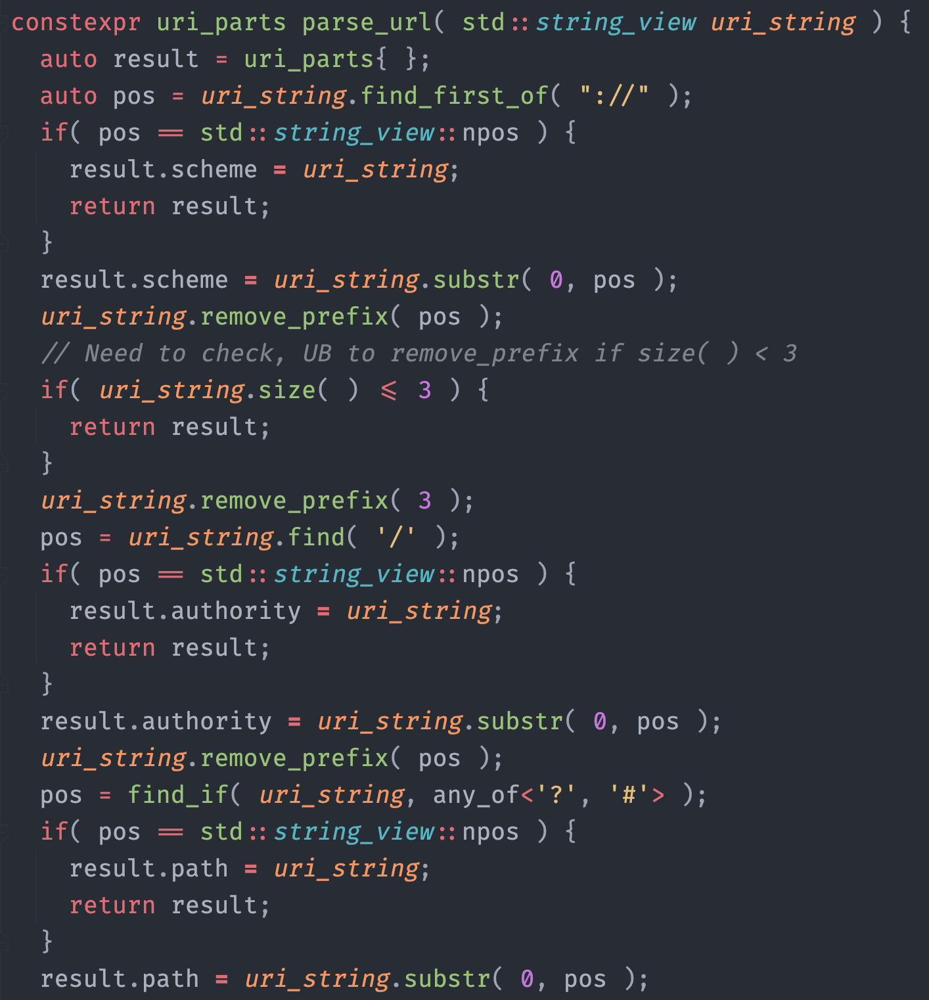 constexpr uri_parts parse_url( std::string_view uri_string ) {
  auto result = uri_parts{ };
  auto pos = uri_string.find_first_of( "://" );
  if( pos == std::string_view::npos ) {
    result.scheme = uri_string;
    return result;
  }
  result.scheme = uri_string.substr( 0, pos );
  uri_string.remove_prefix( pos );
  // Need to check, UB to remove_prefix if size( ) < 3
  if( uri_string.size( ) <= 3 ) {
    return result;
  }
  uri_string.remove_prefix( 3 );
  pos = uri_string.find( '/' );
  if( pos == std::string_view::npos ) {
    result.authority = uri_string;
    return result;
  }
  result.authority = uri_string.substr( 0, pos );
  uri_string.remove_prefix( pos );
  pos = find_if( uri_string, any_of<'?', '#'> );
  if( pos == std::string_view::npos ) {
    result.path = uri_string;
    return result;
  }
  result.path = uri_string.substr( 0, pos );